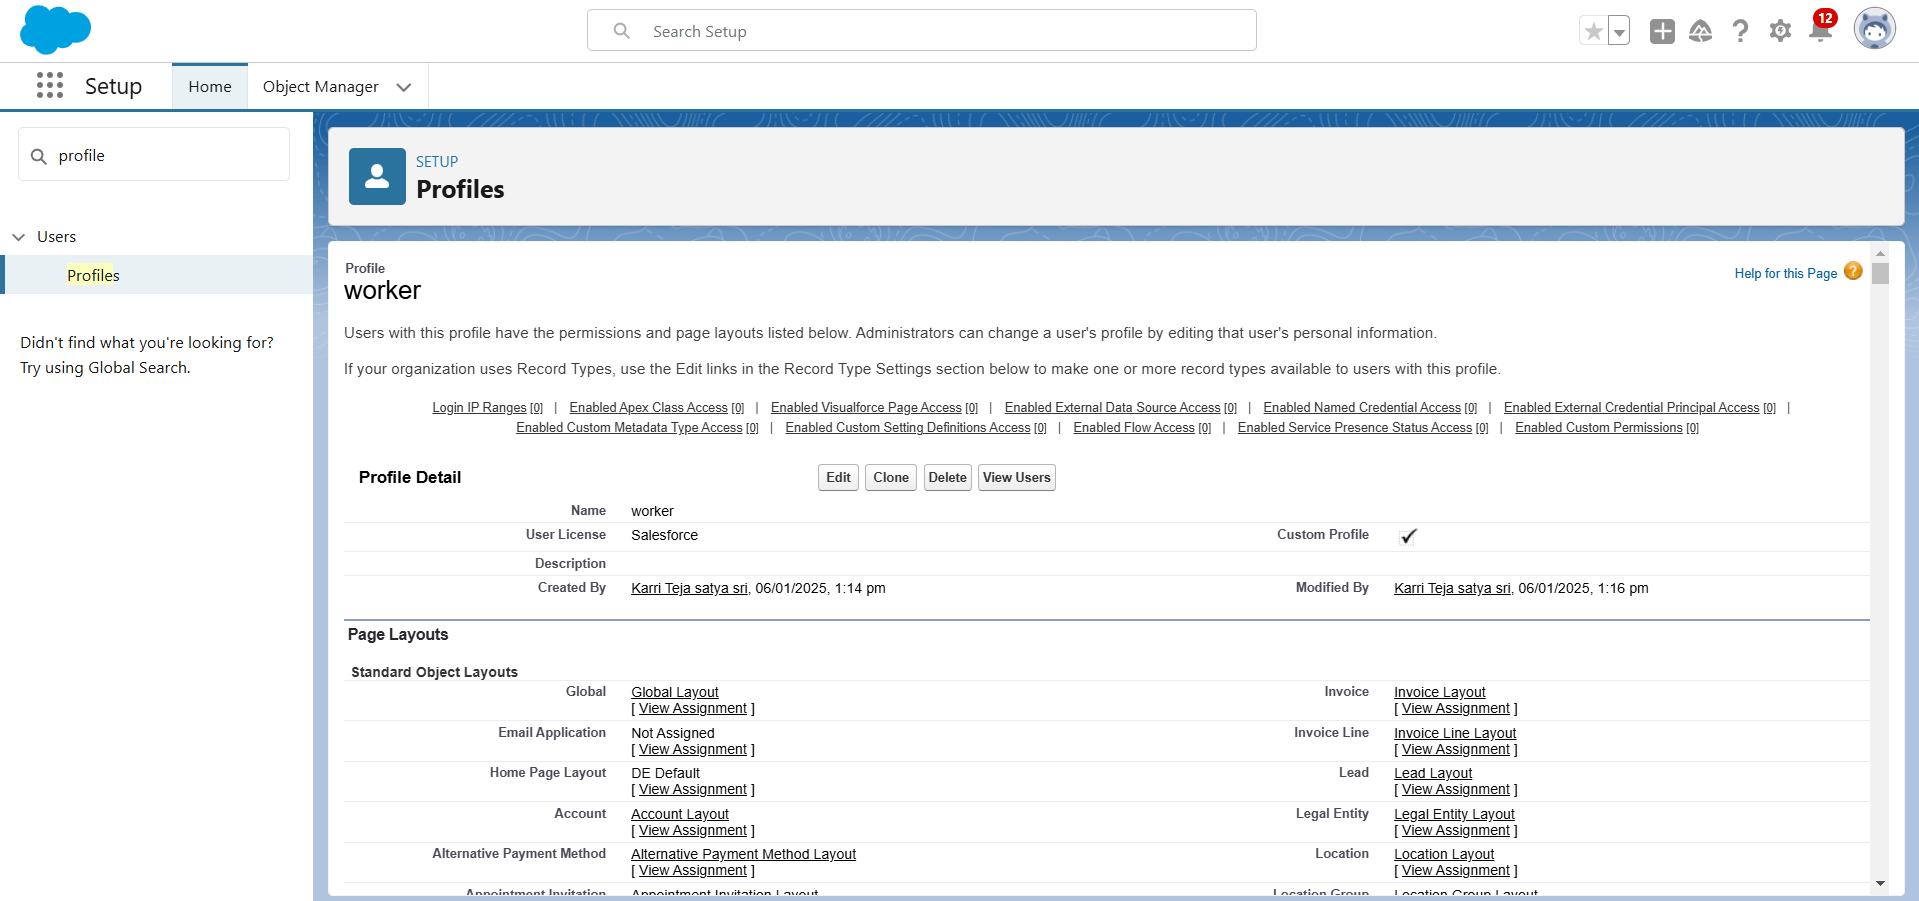 Search Setup
12
Setup
Home
Object Manager
profile
Users
Profiles
Didn't find what you're looking for?
Try using Global Search.
SETUP
Profiles
Profile
worker
Help for this Page ?
Users with this profile have the permissions and page layouts listed below. Administrators can change a user's profile by editing that user's personal information.
If your organization uses Record Types, use the Edit links in the Record Type Settings section below to make one or more record types available to users with this profile.
Login IP Ranges [0] | Enabled Apex Class Access [0] | Enabled Visualforce Page Access [0] | Enabled External Data Source Access [0] | Enabled Named Credential Access [0] | Enabled External Credential Principal Access [0] |
Enabled Custom Metadata Type Access [0] | Enabled Custom Setting Definitions Access [0] | Enabled Flow Access [0] | Enabled Service Presence Status Access [0] | Enabled Custom Permissions [0]
Profile Detail
Edit Clone Delete View Users
Name worker
User License Salesforce Custom Profile
Description
Created By Karri Teja satya sri, 06/01/2025, 1:14 pm Modified By Karri Teja satya sri, 06/01/2025, 1:16 pm
Page Layouts
Standard Object Layouts
Global Global Layout Invoice Invoice Layout
[ View Assignment ] [ View Assignment ]
Email Application Not Assigned Invoice Line Invoice Line Layout
[ View Assignment ] [ View Assignment ]
Home Page Layout DE Default Lead Lead Layout
[ View Assignment ] [ View Assignment ]
Account Account Layout Legal Entity Legal Entity Layout
[ View Assignment ] [ View Assignment ]
Alternative Payment Method Alternative Payment Method Layout Location Location Layout
[ View Assignment ] [ View Assignment ]
Appointment Invitation Appointment Invitation Layout Location Group Location Group Layout